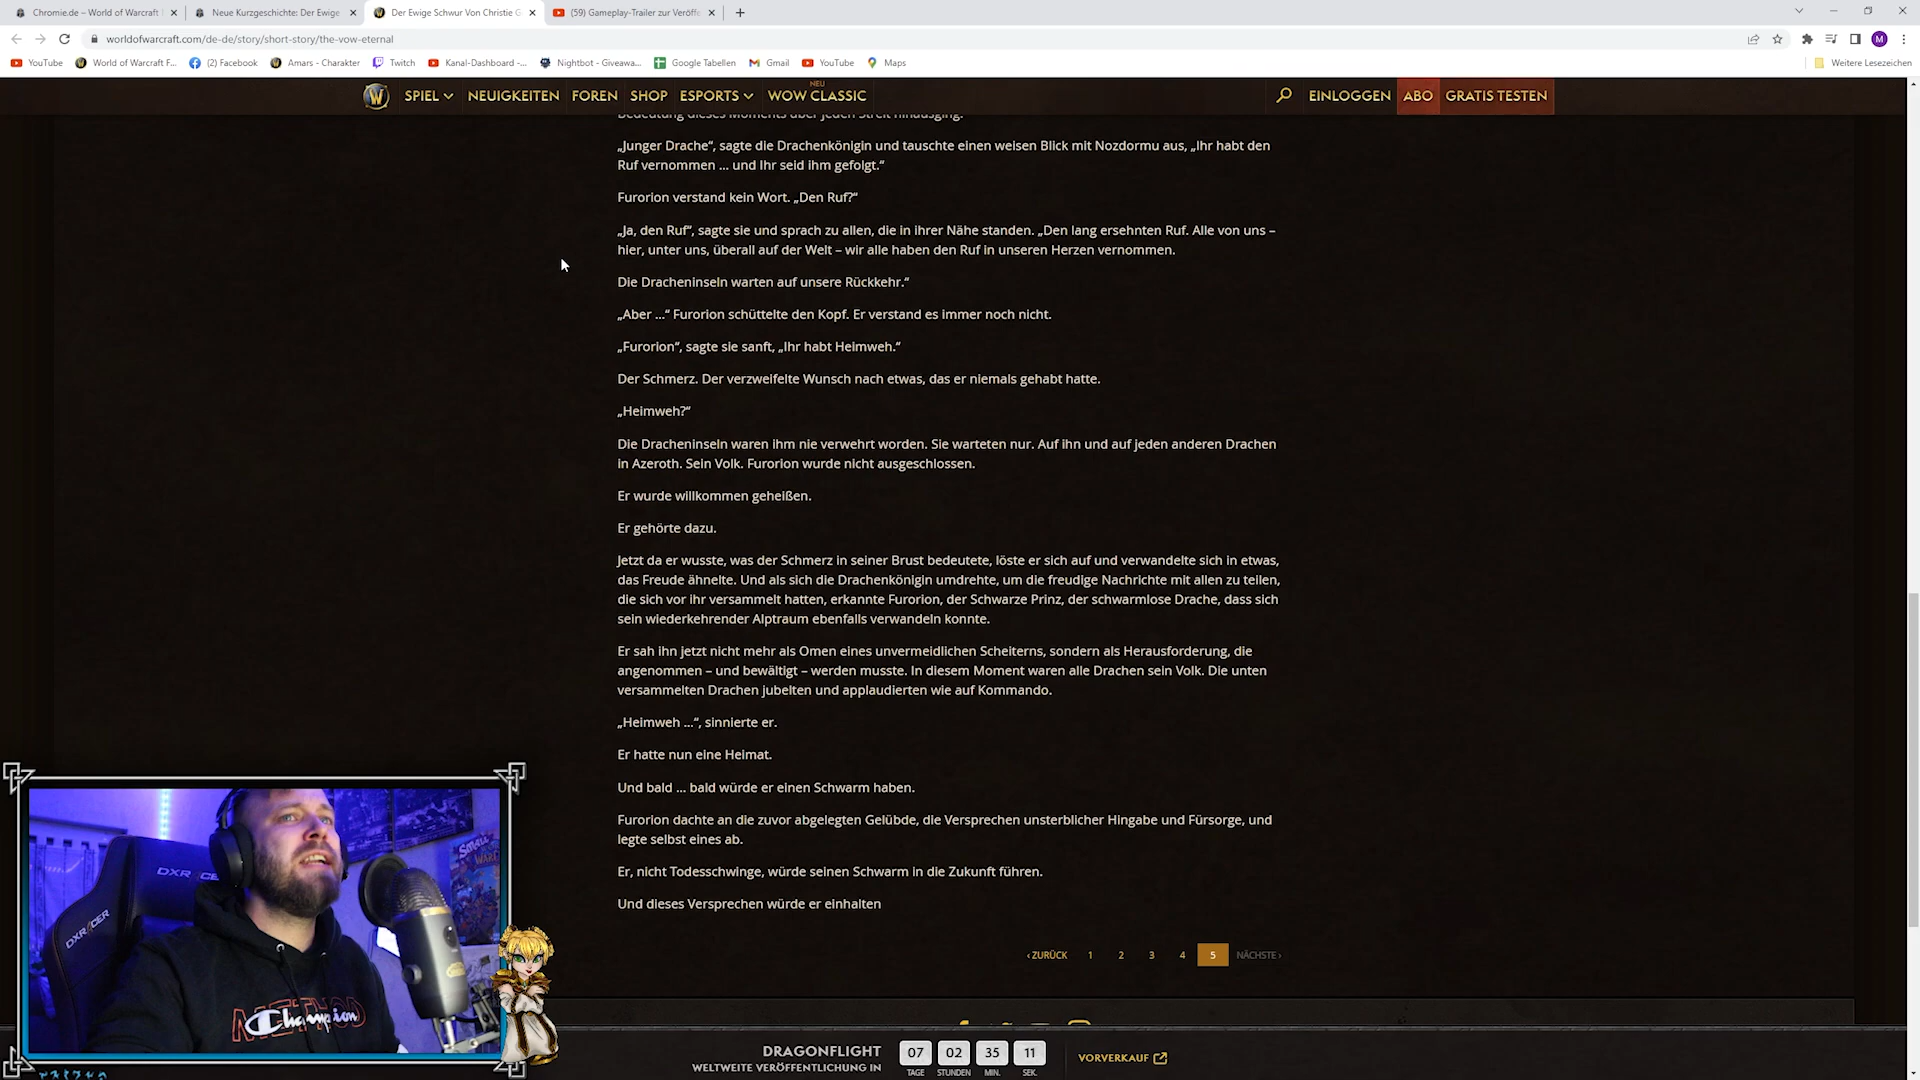 Chromie.de – World of Warcraft
Neue Kurzgeschichte: Der Ewige
Der Ewige Schwur Von Christie G
(59) Gameplay-Trailer zur Veröffe
worldofwarcraft.com/de-de/story/short-story/the-vow-eternal
M
YouTube
World of Warcraft F...
(2) Facebook
Amars - Charakter
Twitch
Kanal-Dashboard -...
Nightbot - Giveawa...
Google Tabellen
Gmail
YouTube
Maps
Weitere Lesezeichen
SPIEL
NEUIGKEITEN
FOREN
SHOP
ESPORTS
NEU
WOW CLASSIC
EINLOGGEN
ABO
GRATIS TESTEN
Bedeutung dieses Moments über jeden Streit hinausging.
„Junger Drache“, sagte die Drachenkönigin und tauschte einen weisen Blick mit Nozdormu aus, „Ihr habt den
Ruf vernommen ... und Ihr seid ihm gefolgt.“
Furorion verstand kein Wort. „Den Ruf?“
„Ja, den Ruf“, sagte sie und sprach zu allen, die in ihrer Nähe standen. „Den lang ersehnten Ruf. Alle von uns –
hier, unter uns, überall auf der Welt – wir alle haben den Ruf in unseren Herzen vernommen.
Die Dracheninseln warten auf unsere Rückkehr.“
„Aber ...“ Furorion schüttelte den Kopf. Er verstand es immer noch nicht.
„Furorion“, sagte sie sanft, „Ihr habt Heimweh.“
Der Schmerz. Der verzweifelte Wunsch nach etwas, das er niemals gehabt hatte.
„Heimweh?“
Die Dracheninseln waren ihm nie verwehrt worden. Sie warteten nur. Auf ihn und auf jeden anderen Drachen
in Azeroth. Sein Volk. Furorion wurde nicht ausgeschlossen.
Er wurde willkommen geheißen.
Er gehörte dazu.
Jetzt da er wusste, was der Schmerz in seiner Brust bedeutete, löste er sich auf und verwandelte sich in etwas,
das Freude ähnelte. Und als sich die Drachenkönigin umdrehte, um die freudige Nachrichte mit allen zu teilen,
die sich vor ihr versammelt hatten, erkannte Furorion, der Schwarze Prinz, der schwarmlose Drache, dass sich
sein wiederkehrender Alptraum ebenfalls verwandeln konnte.
Er sah ihn jetzt nicht mehr als Omen eines unvermeidlichen Scheiterns, sondern als Herausforderung, die
angenommen – und bewältigt – werden musste. In diesem Moment waren alle Drachen sein Volk. Die unten
versammelten Drachen jubelten und applaudierten wie auf Kommando.
„Heimweh ...“, sinnierte er.
Er hatte nun eine Heimat.
Und bald ... bald würde er einen Schwarm haben.
Furorion dachte an die zuvor abgelegten Gelübde, die Versprechen unsterblicher Hingabe und Fürsorge, und
legte selbst eines ab.
Er, nicht Todesschwinge, würde seinen Schwarm in die Zukunft führen.
Und dieses Versprechen würde er einhalten
‹ ZURÜCK 1 2 3 4 5 NÄCHSTE ›
DXRACER
DXRACER
METHOD
Champion
DRAGONFLIGHT
WELTWEITE VERÖFFENTLICHUNG IN
07 02 35 11
TAGE STUNDEN MIN. SEK.
VORVERKAUF